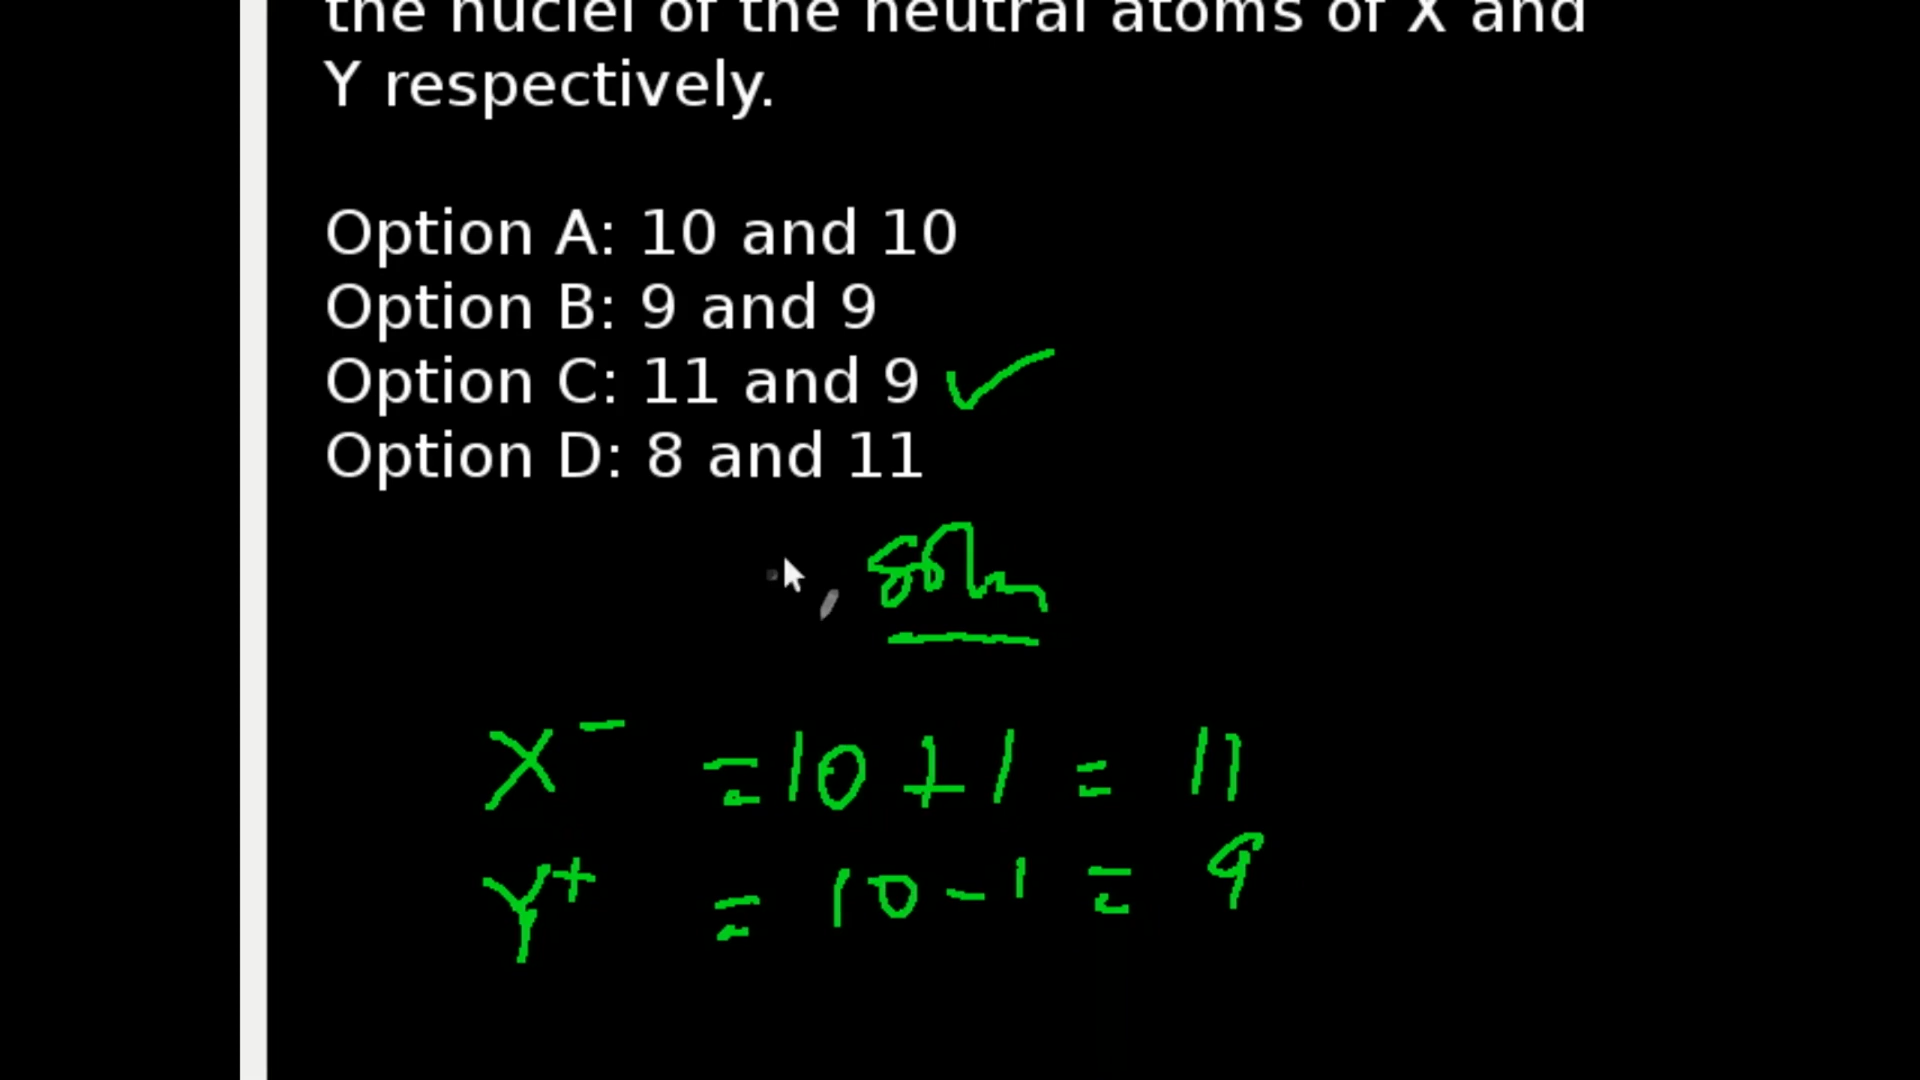 the nuclei of the neutral atoms of X and
Y respectively.
Option A: 10 and 10
Option B: 9 and 9
Option C: 11 and 9 ✓
Option D: 8 and 11
soln
X⁻ = 10 + 1 = 11
Y⁺ = 10 - 1 = 9